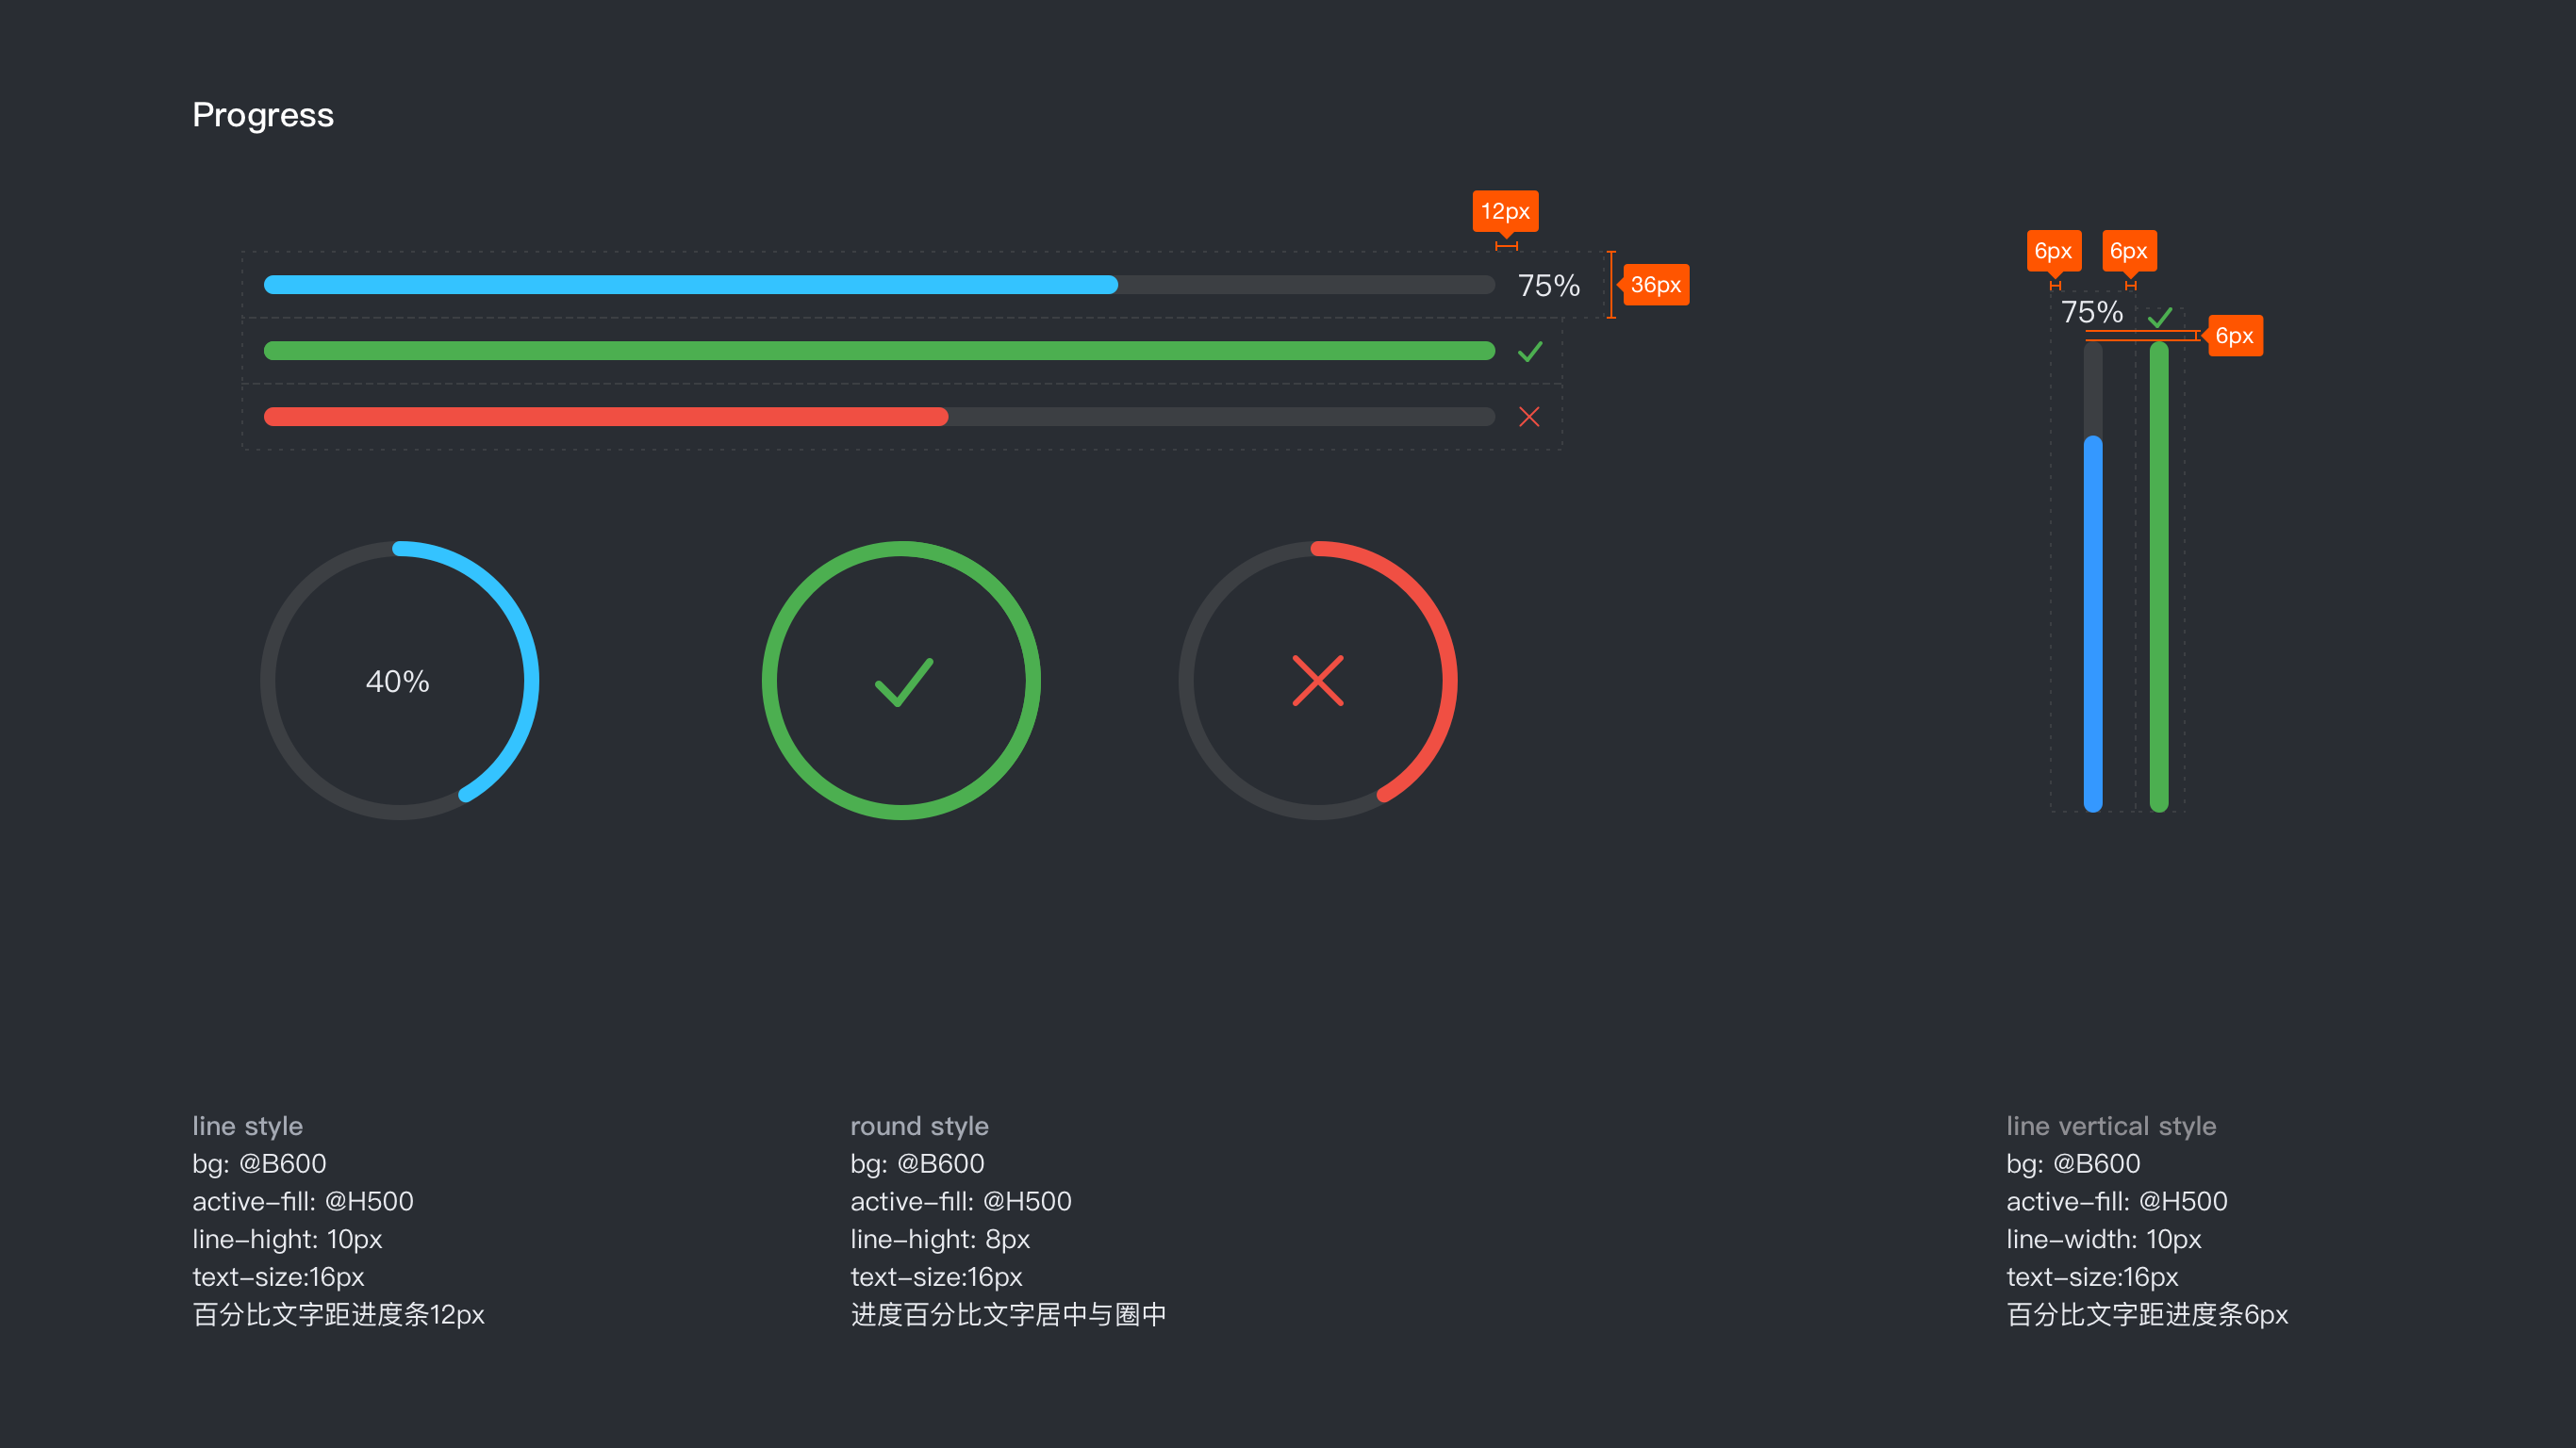 Progress
12px
75%
36px
6px
6px
75%
6px
40%
line style
bg: @B600
active-fill: @H500
line-hight: 10px
text-size:16px
百分比文字距进度条12px
round style
bg: @B600
active-fill: @H500
line-hight: 8px
text-size:16px
进度百分比文字居中与圈中
line vertical style
bg: @B600
active-fill: @H500
line-width: 10px
text-size:16px
百分比文字距进度条6px